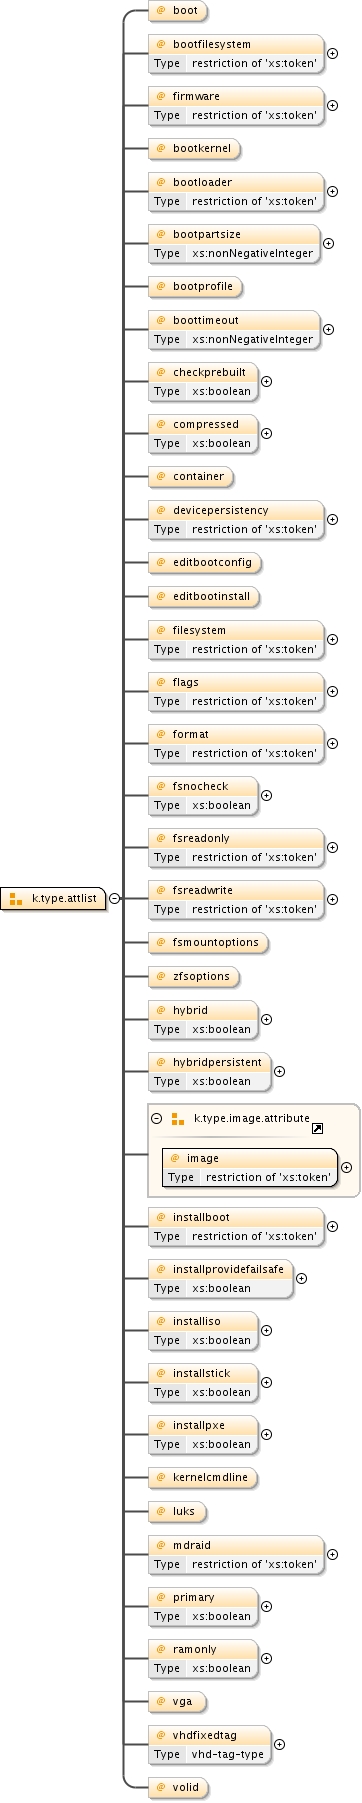 @ boot
@ bootfilesystem
Type restriction of 'xs:token'
@ firmware
Type restriction of 'xs:token'
@ bootkernel
@ bootloader
Type restriction of 'xs:token'
@ bootpartsize
Type xs:nonNegativeInteger
@ bootprofile
@ boottimeout
Type xs:nonNegativeInteger
@ checkprebuilt
Type xs:boolean
@ compressed
Type xs:boolean
@ container
@ devicepersistency
Type restriction of 'xs:token'
@ editbootconfig
@ editbootinstall
@ filesystem
Type restriction of 'xs:token'
@ flags
Type restriction of 'xs:token'
@ format
Type restriction of 'xs:token'
@ fsnocheck
Type xs:boolean
@ fsreadonly
Type restriction of 'xs:token'
k.type.attlist
@ fsreadwrite
Type restriction of 'xs:token'
@ fsmountoptions
@ zfsoptions
@ hybrid
Type xs:boolean
@ hybridpersistent
Type xs:boolean
k.type.image.attribute
@ image
Type restriction of 'xs:token'
@ installboot
Type restriction of 'xs:token'
@ installprovidefailsafe
Type xs:boolean
@ installiso
Type xs:boolean
@ installstick
Type xs:boolean
@ installpxe
Type xs:boolean
@ kernelcmdline
@ luks
@ mdraid
Type restriction of 'xs:token'
@ primary
Type xs:boolean
@ ramonly
Type xs:boolean
@ vga
@ vhdfixedtag
Type vhd-tag-type
@ volid